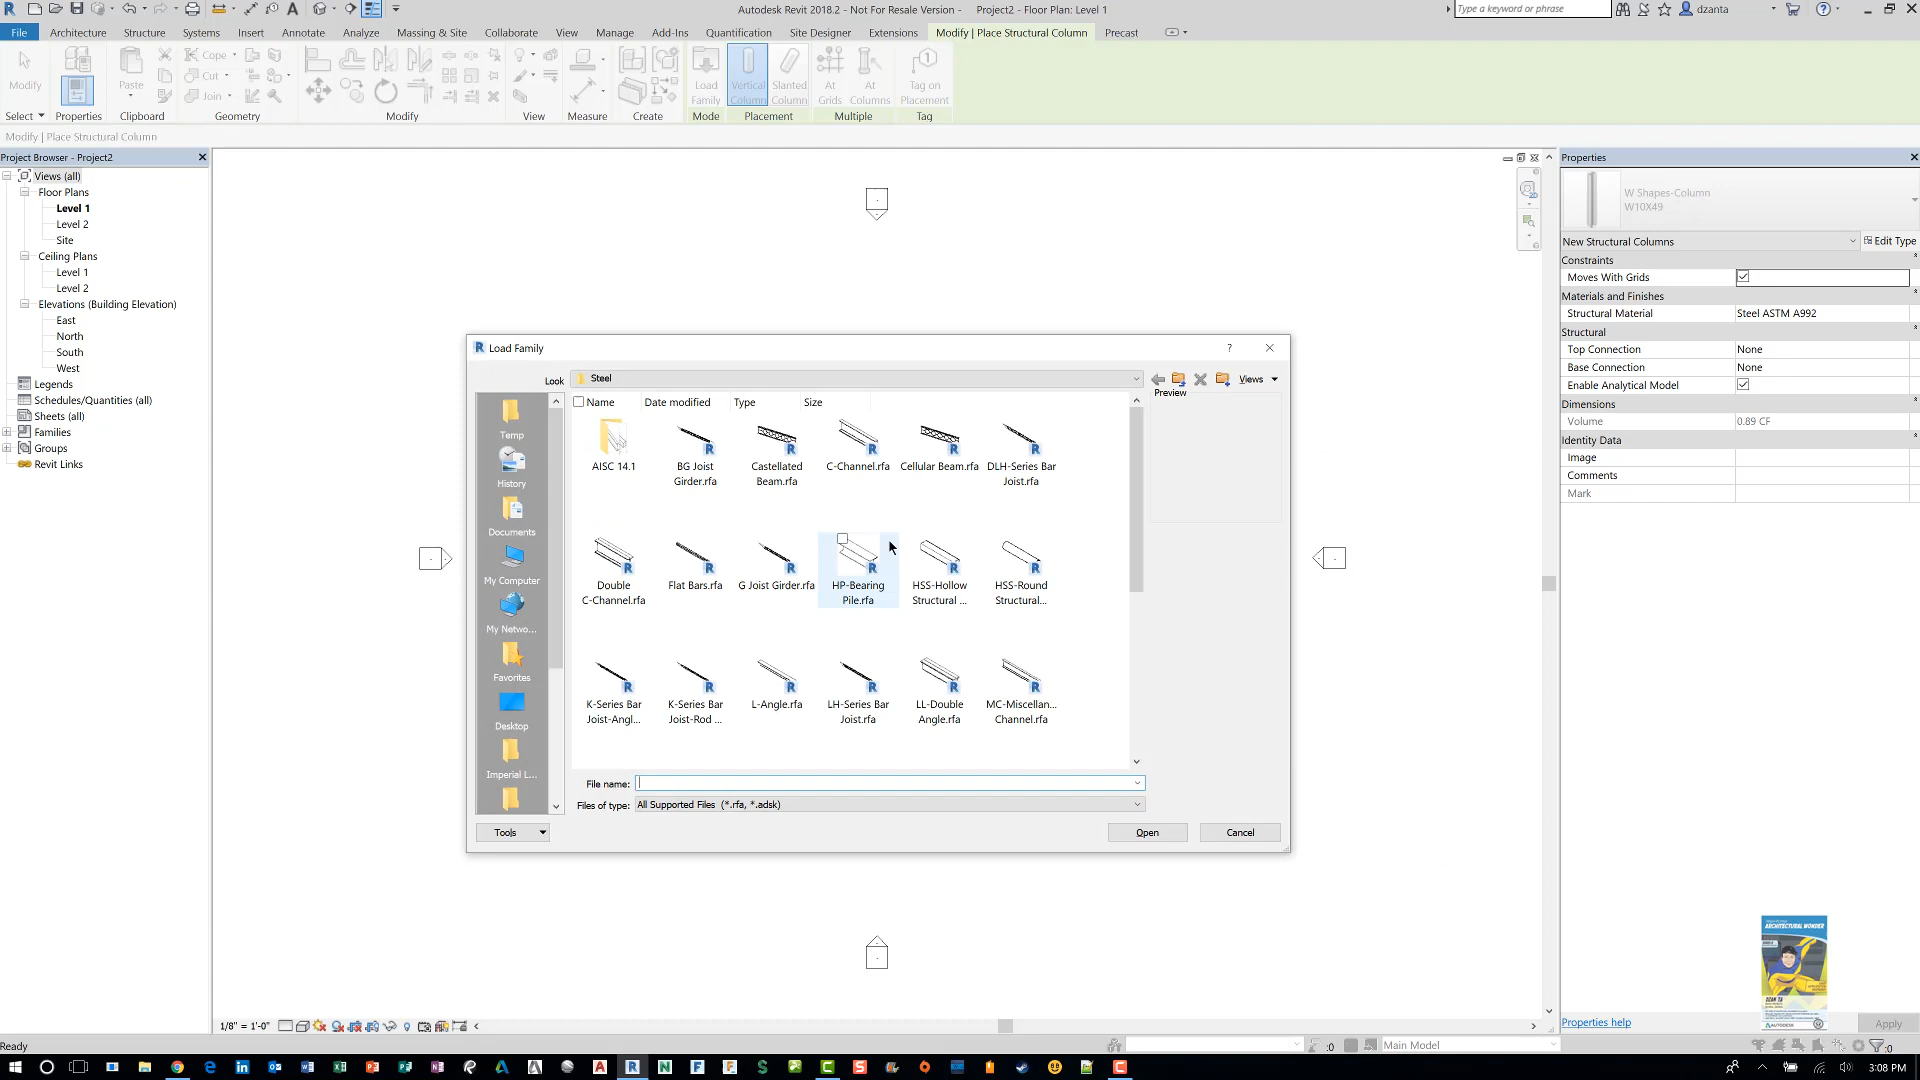 Autodesk Revit 2018.2 - Not For Resale Version - Project2 - Floor Plan: Level 1
Type a keyword or phrase
dzanta
File Architecture Structure Systems Insert Annotate Analyze Massing & Site Collaborate View Manage Add-Ins Quantification Site Designer Extensions Modify | Place Structural Column Precast
Modify
Paste
Cope
Cut
Join
Load Family
Vertical Column
Slanted Column
At Grids
At Columns
Tag on Placement
Select Properties Clipboard Geometry Modify View Measure Create Mode Placement Multiple Tag
Modify | Place Structural Column
Project Browser - Project2
Views (all)
Floor Plans
Level 1
Level 2
Site
Ceiling Plans
Level 1
Level 2
Elevations (Building Elevation)
East
North
South
West
Legends
Schedules/Quantities (all)
Sheets (all)
Families
Groups
Revit Links
Load Family
?
Look
Steel
Views
Preview
Name Date modified Type Size
Temp
History
Documents
My Computer
My Netwo...
Favorites
Desktop
Imperial L...
AISC 14.1
BG Joist
Girder.rfa
Castellated
Beam.rfa
C-Channel.rfa
Cellular Beam.rfa
DLH-Series Bar
Joist.rfa
Double
C-Channel.rfa
Flat Bars.rfa
G Joist Girder.rfa
HP-Bearing
Pile.rfa
HSS-Hollow
Structural ...
HSS-Round
Structural...
K-Series Bar
Joist-Angl...
K-Series Bar
Joist-Rod ...
L-Angle.rfa
LH-Series Bar
Joist.rfa
LL-Double
Angle.rfa
MC-Miscellan...
Channel.rfa
File name:
Files of type: All Supported Files (*.rfa, *.adsk)
Tools
Open
Cancel
Properties
W Shapes-Column
W10X49
New Structural Columns
Edit Type
Constraints
Moves With Grids
Materials and Finishes
Structural Material Steel ASTM A992
Structural
Top Connection None
Base Connection None
Enable Analytical Model
Dimensions
Volume 0.89 CF
Identity Data
Image
Comments
Mark
ARCHITECTURAL WONDER
AUTODESK
Properties help
Apply
1/8" = 1'-0"
Ready
:0
Main Model
:0
3:08 PM